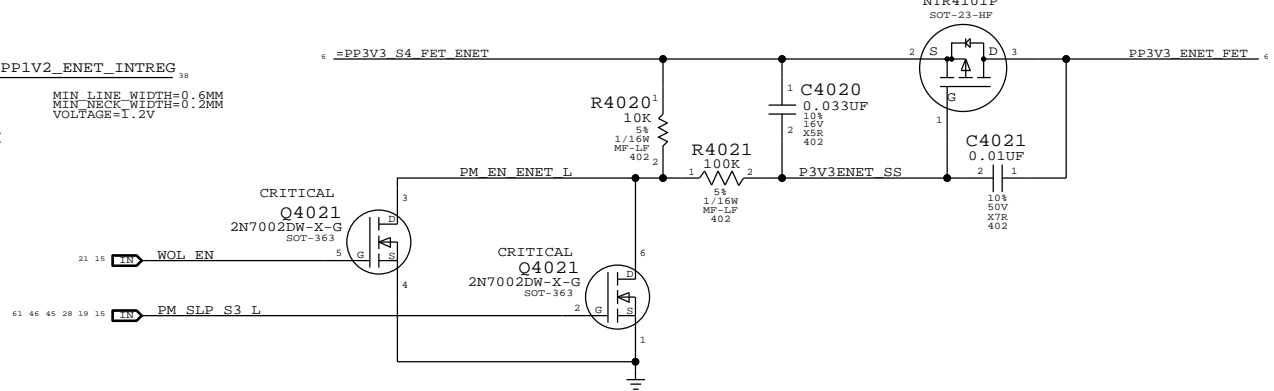 SOT-23-HF
6 =PP3V3_S4_FET_ENET
2 S D 3
PP3V3_ENET_FET 6
G
1
PP1V2_ENET_INTREG 38
MIN_LINE_WIDTH=0.6MM
MIN_NECK_WIDTH=0.2MM
VOLTAGE=1.2V
R4020 1
10K
5%
1/16W
MF-LF
402 2
1 C4020
0.033UF
10%
2 16V
X5R
402
R4021
100K
1 2
5%
1/16W
MF-LF
402
C4021
0.01UF
2 1
10%
50V
X7R
402
PM_EN_ENET_L
P3V3ENET_SS
CRITICAL
Q4021
2N7002DW-X-G
SOT-363
3
D
5 G S
4
CRITICAL
Q4021
2N7002DW-X-G
SOT-363
6
D
2 G S
1
21 15 IN WOL_EN
61 46 45 28 19 15 IN PM_SLP_S3_L